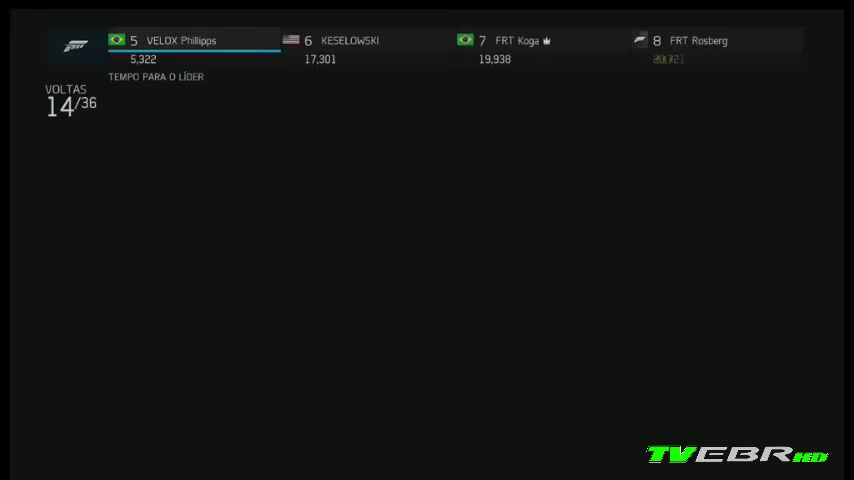 5 VELOX Phillipps 6 KESELOWSKI 7 FRT Koga 8 FRT Rosberg
5,322 17,301 19,938
TEMPO PARA O LÍDER
VOLTAS
14/36
TVEBR HD